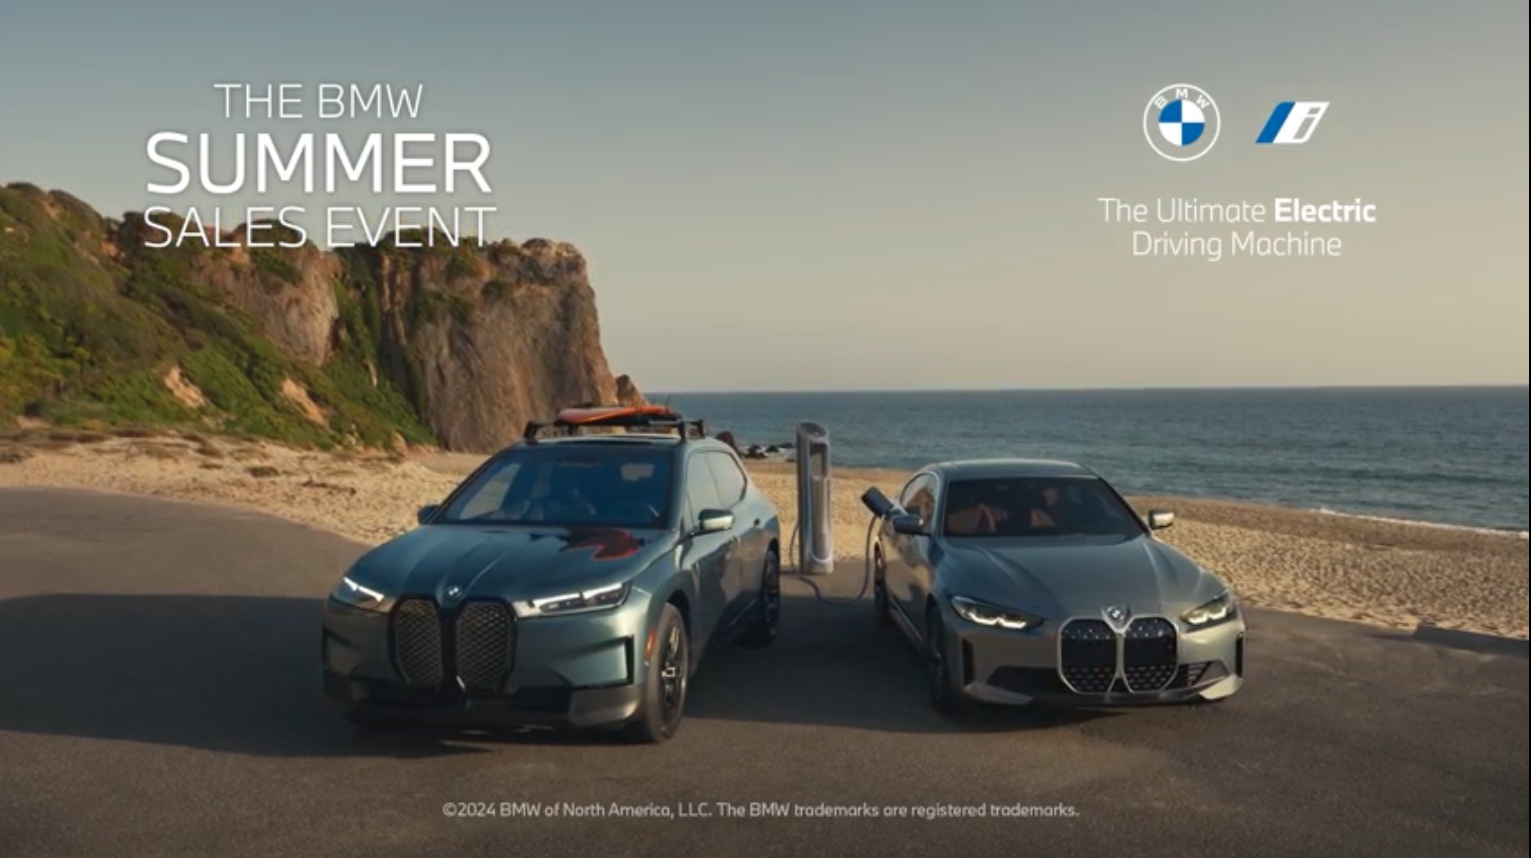 THE BMW
SUMMER
SALES EVENT
BMW
i
The Ultimate Electric
Driving Machine
©2024 BMW of North America, LLC. The BMW trademarks are registered trademarks.